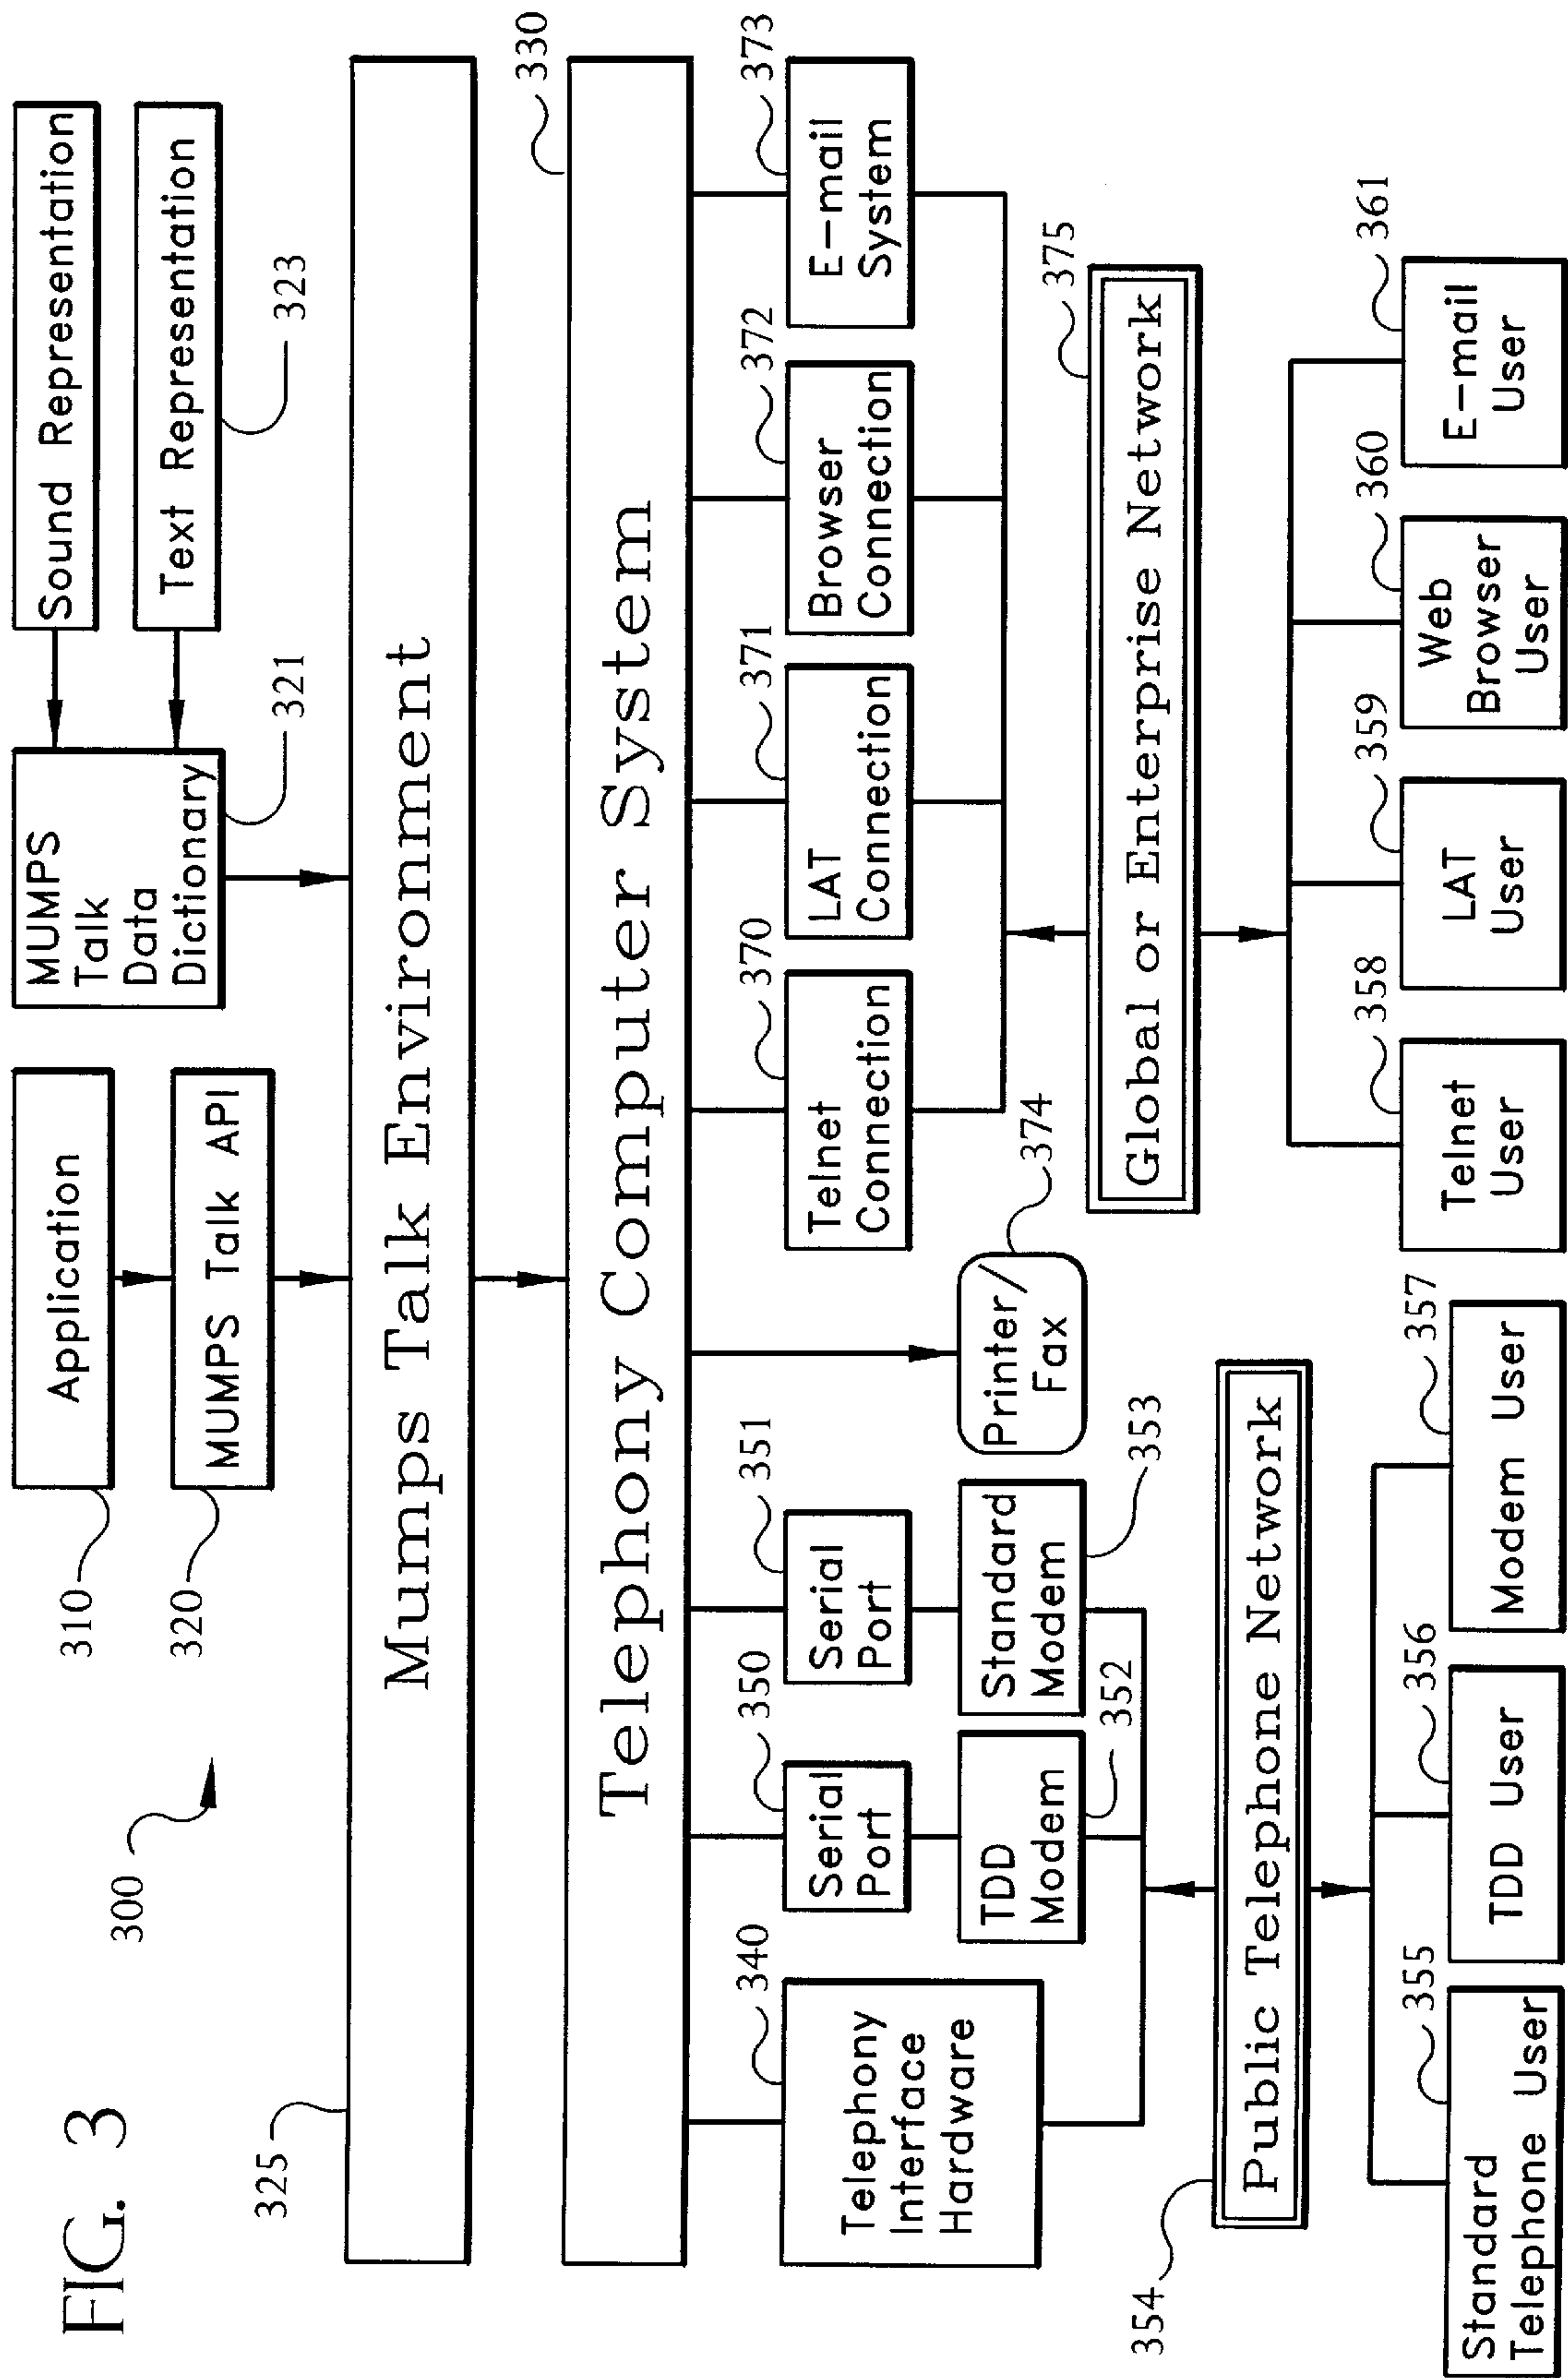 FIG. 3
300
310
Application
320
MUMPS Talk API
MUMPS
Talk
Data
Dictionary
321
Sound Representation
Text Representation
323
325
Mumps Talk Environment
330
Telephony Computer System
340
Telephony
Interface
Hardware
350
Serial
Port
351
Serial
Port
TDD
Modem
352
Standard
Modem
353
Printer/
Fax
374
370
Telnet
Connection
371
LAT
Connection
372
Browser
Connection
373
E-mail
System
354
Public Telephone Network
375
Global or Enterprise Network
355
Standard
Telephone User
356
TDD User
357
Modem User
358
Telnet
User
359
LAT
User
360
Web
Browser
User
361
E-mail
User